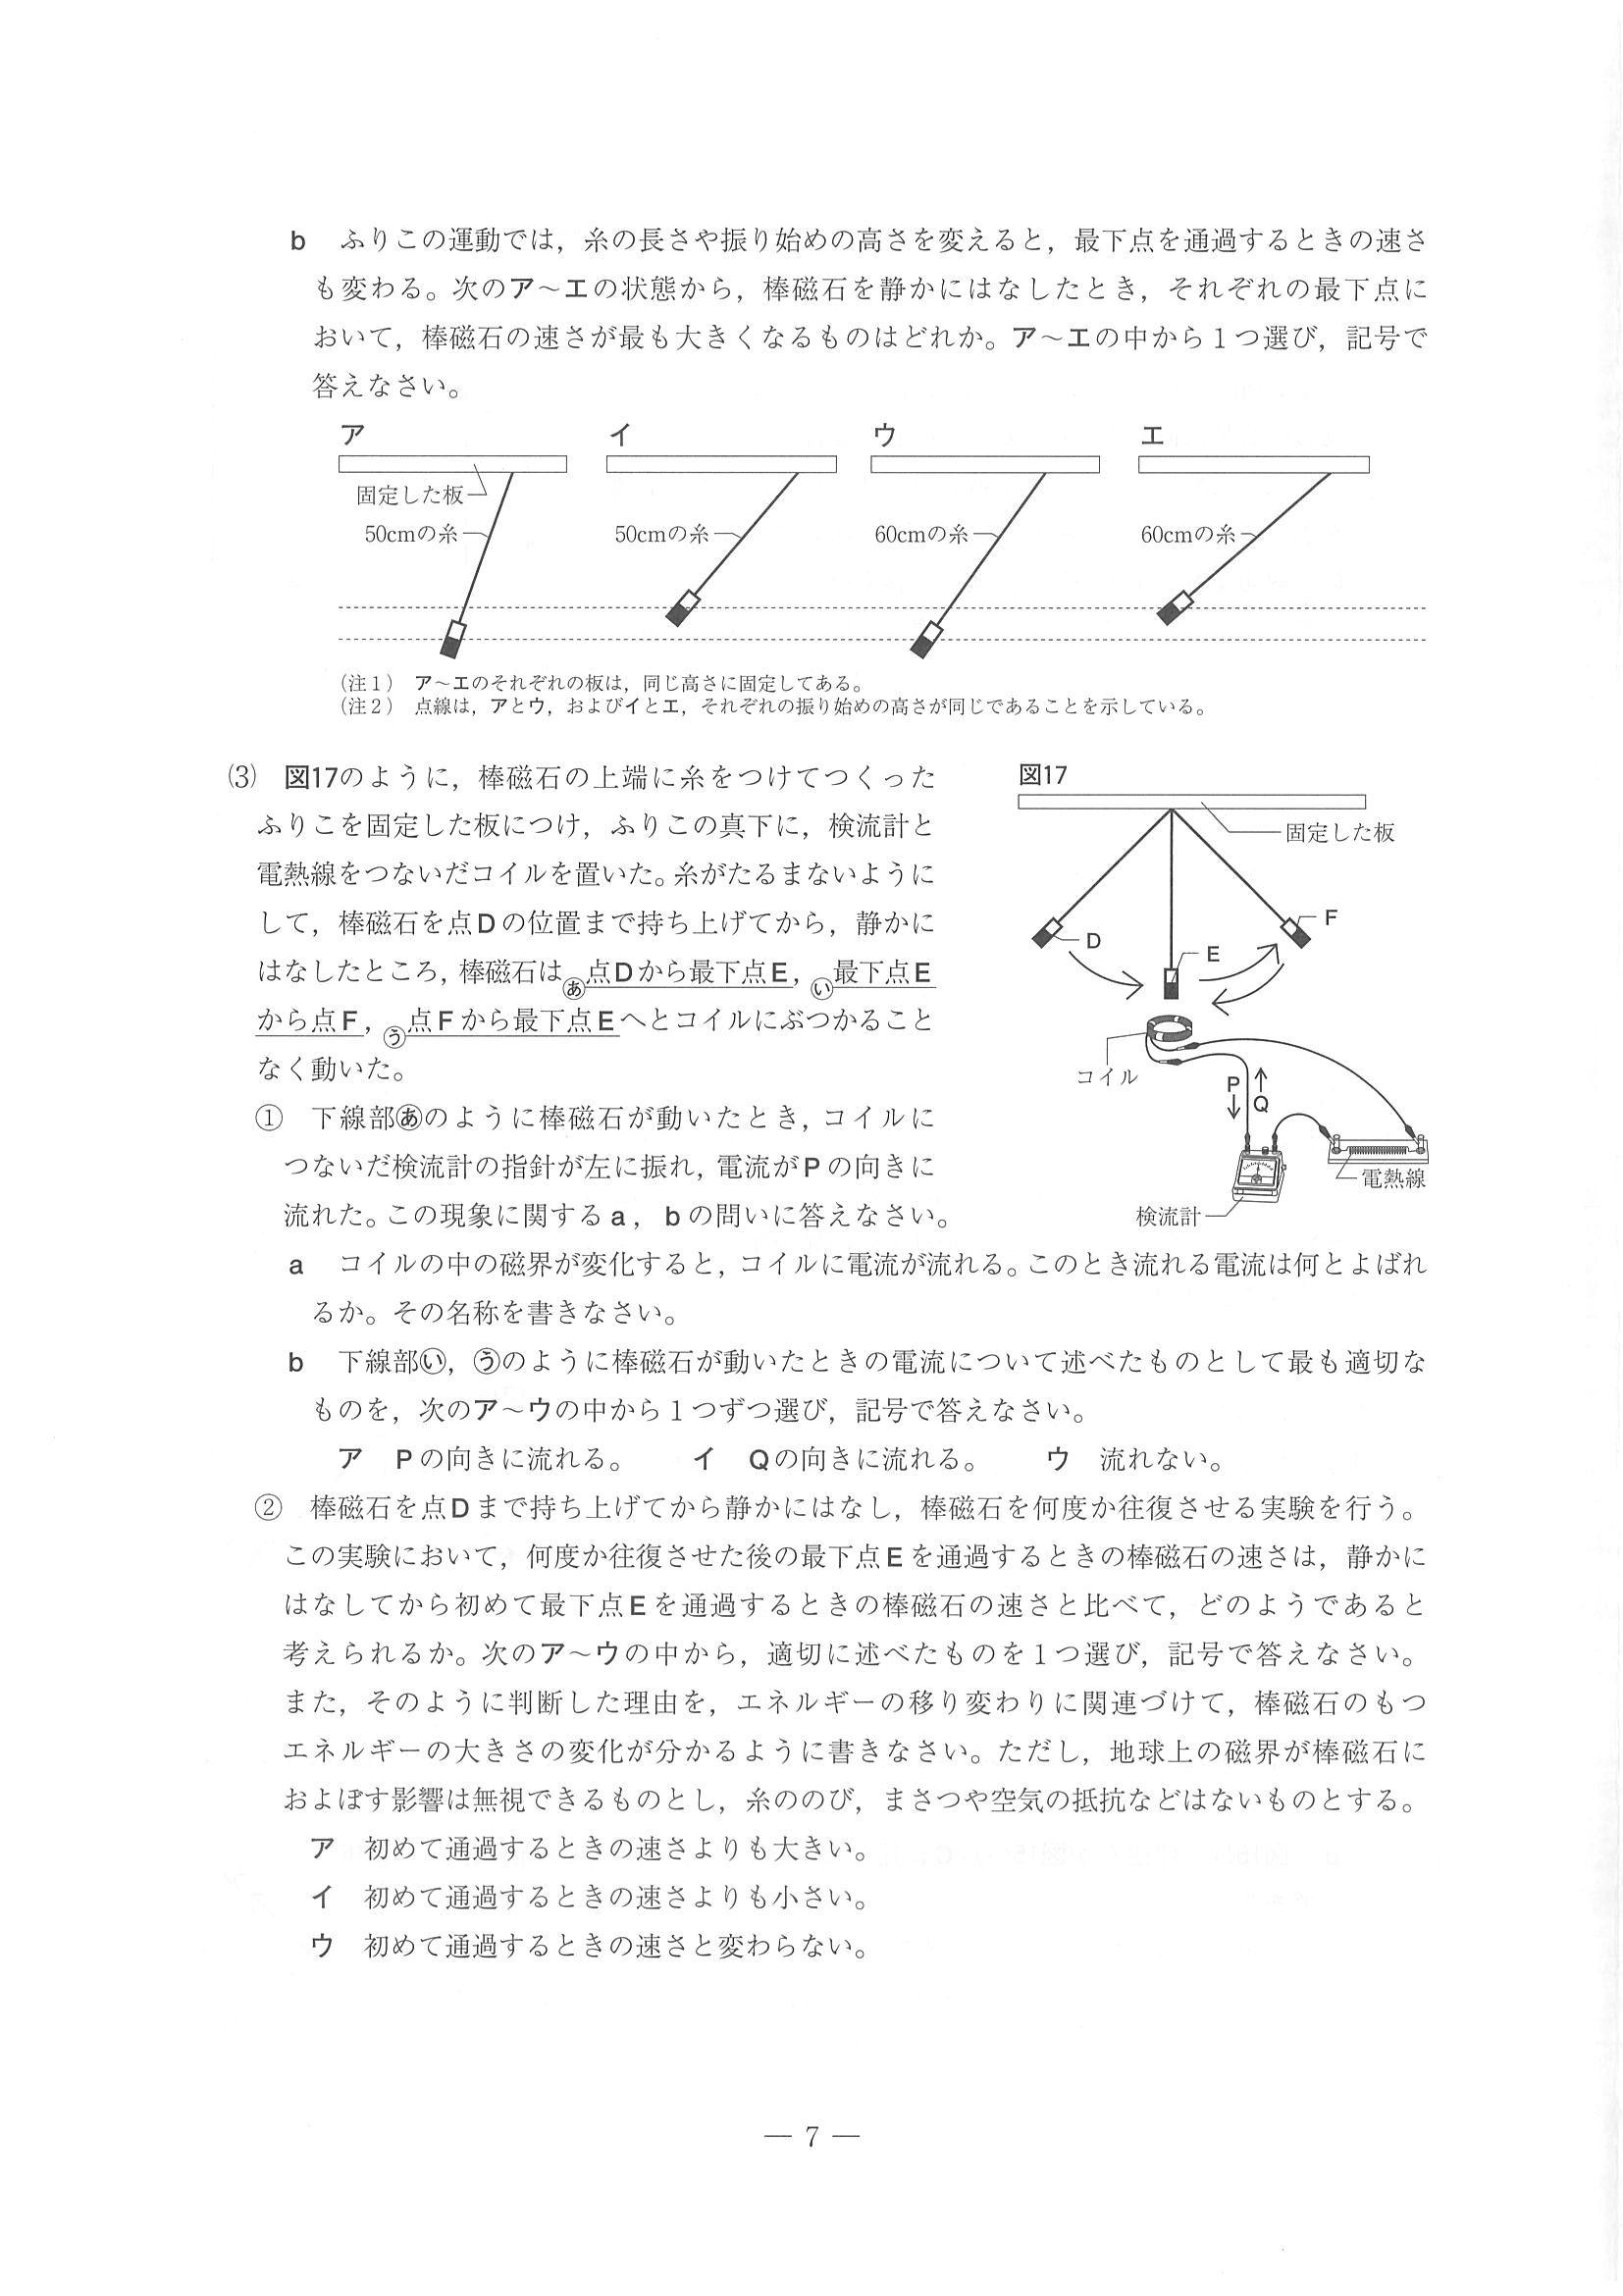 b ふりこの運動では，糸の長さや振り始めの高さを変えると，最下点を通過するときの速さ
も変わる。次のア～エの状態から，棒磁石を静かにはなしたとき，それぞれの最下点に
おいて，棒磁石の速さが最も大きくなるものはどれか。ア～エの中から１つ選び，記号で
答えなさい。
ア イ ウ エ
固定した板
50cmの糸 50cmの糸 60cmの糸 60cmの糸
（注１） ア～エのそれぞれの板は，同じ高さに固定してある。
（注２） 点線は，アとウ，およびイとエ，それぞれの振り始めの高さが同じであることを示している。
⑶ 図17のように，棒磁石の上端に糸をつけてつくった
ふりこを固定した板につけ，ふりこの真下に，検流計と
電熱線をつないだコイルを置いた。糸がたるまないように
して，棒磁石を点Dの位置まで持ち上げてから，静かに
はなしたところ，棒磁石はあ点Dから最下点E，い最下点E
から点F，う点Fから最下点Eへとコイルにぶつかること
なく動いた。
図17
固定した板
D
E
F
コイル
P
Q
電熱線
検流計
① 下線部あのように棒磁石が動いたとき，コイルに
つないだ検流計の指針が左に振れ，電流がPの向きに
流れた。この現象に関するa，bの問いに答えなさい。
a コイルの中の磁界が変化すると，コイルに電流が流れる。このとき流れる電流は何とよばれ
るか。その名称を書きなさい。
b 下線部い，うのように棒磁石が動いたときの電流について述べたものとして最も適切な
ものを，次のア～ウの中から１つずつ選び，記号で答えなさい。
ア Pの向きに流れる。 イ Qの向きに流れる。 ウ 流れない。
② 棒磁石を点Dまで持ち上げてから静かにはなし，棒磁石を何度か往復させる実験を行う。
この実験において，何度か往復させた後の最下点Eを通過するときの棒磁石の速さは，静かに
はなしてから初めて最下点Eを通過するときの棒磁石の速さと比べて，どのようであると
考えられるか。次のア～ウの中から，適切に述べたものを１つ選び，記号で答えなさい。
また，そのように判断した理由を，エネルギーの移り変わりに関連づけて，棒磁石のもつ
エネルギーの大きさの変化が分かるように書きなさい。ただし，地球上の磁界が棒磁石に
およぼす影響は無視できるものとし，糸ののび，まさつや空気の抵抗などはないものとする。
ア 初めて通過するときの速さよりも大きい。
イ 初めて通過するときの速さよりも小さい。
ウ 初めて通過するときの速さと変わらない。
― 7 ―